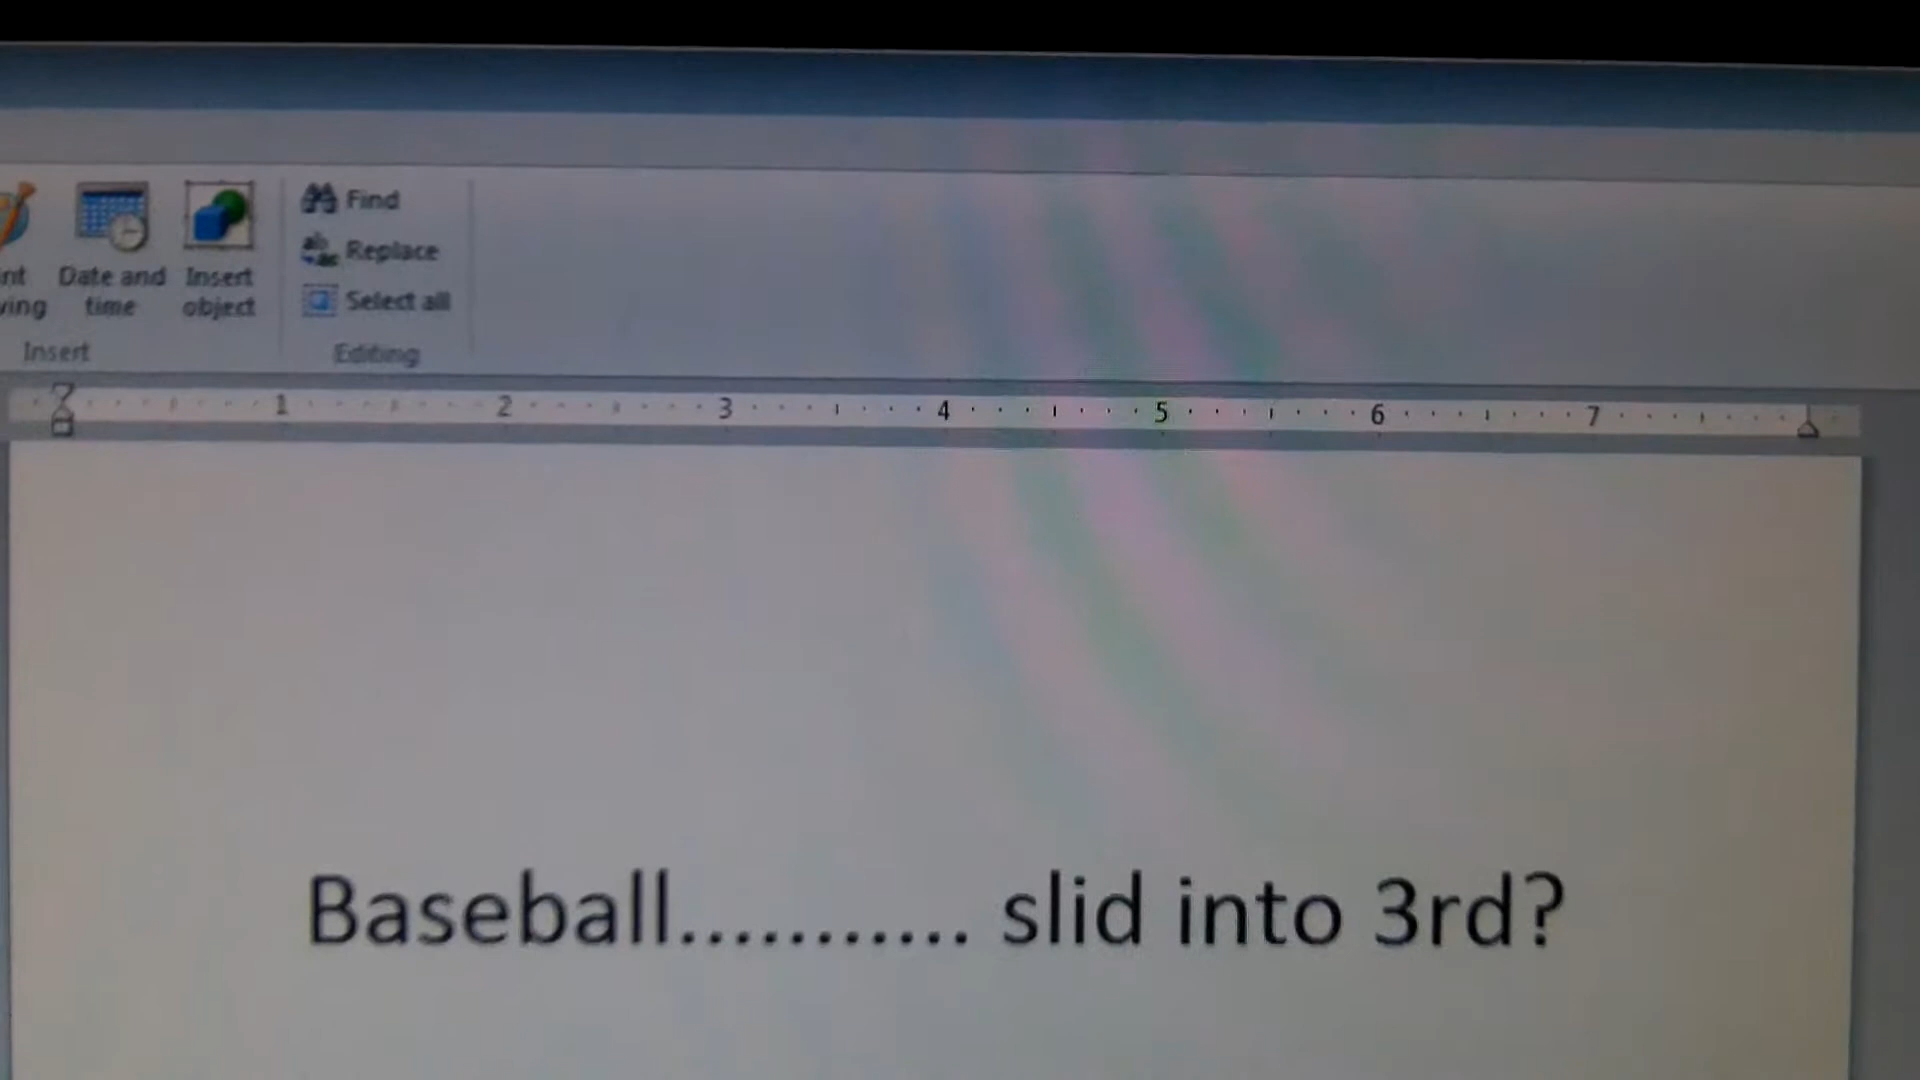 Find
Replace
Select all
Date and time
Insert object
Insert
Editing
1 2 3 4 5 6 7
Baseball........... slid into 3rd?